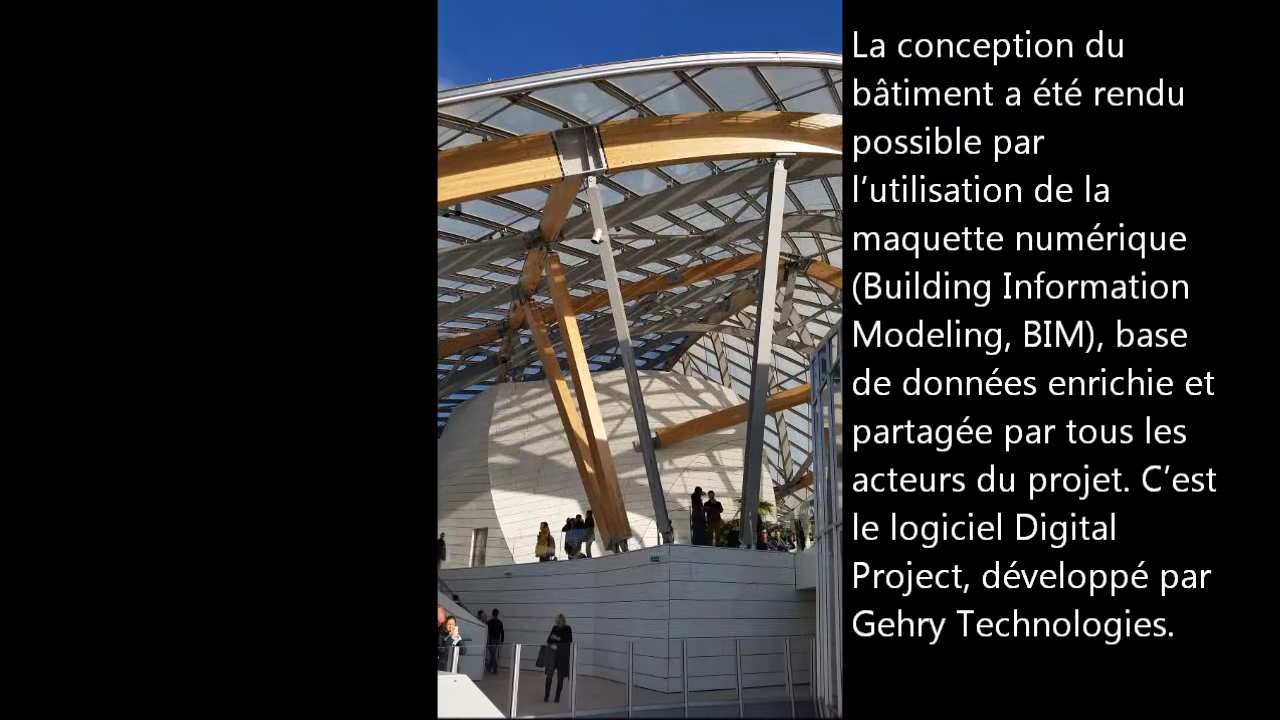 La conception du
bâtiment a été rendu
possible par
l’utilisation de la
maquette numérique
(Building Information
Modeling, BIM), base
de données enrichie et
partagée par tous les
acteurs du projet. C’est
le logiciel Digital
Project, développé par
Gehry Technologies.